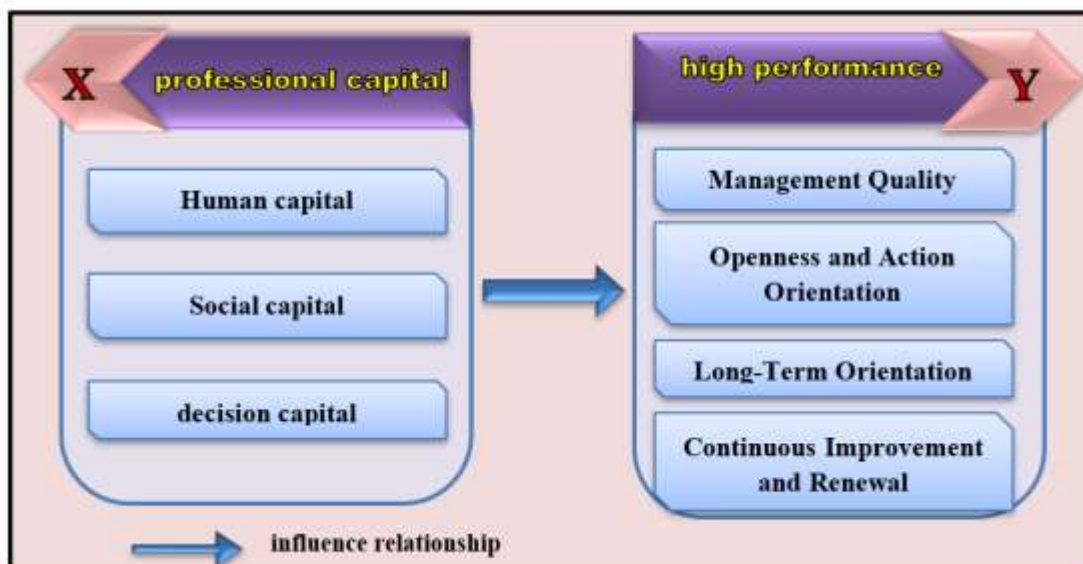 X
professional capital
Human capital
Social capital
decision capital
high performance
Y
Management Quality
Openness and Action
Orientation
Long-Term Orientation
Continuous Improvement
and Renewal
influence relationship